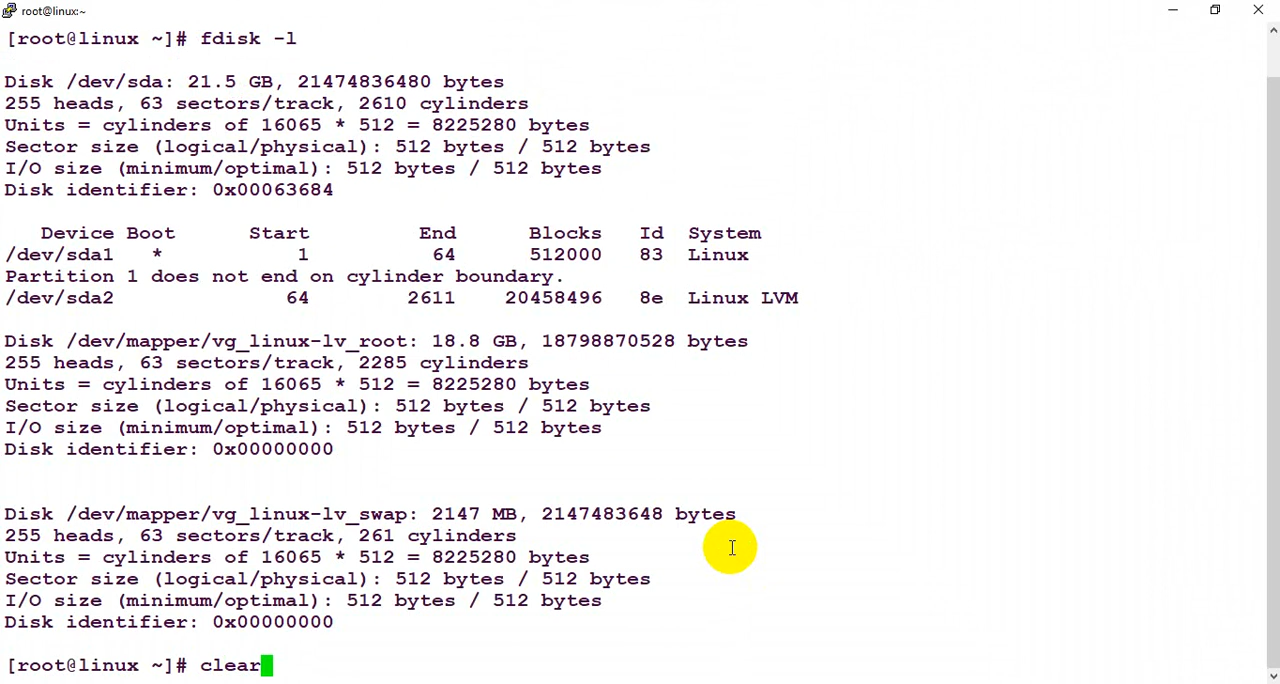 root@linux:~
[root@linux ~]# fdisk -l
Disk /dev/sda: 21.5 GB, 21474836480 bytes
255 heads, 63 sectors/track, 2610 cylinders
Units = cylinders of 16065 * 512 = 8225280 bytes
Sector size (logical/physical): 512 bytes / 512 bytes
I/O size (minimum/optimal): 512 bytes / 512 bytes
Disk identifier: 0x00063684
Device Boot Start End Blocks Id System
/dev/sda1 * 1 64 512000 83 Linux
Partition 1 does not end on cylinder boundary.
/dev/sda2 64 2611 20458496 8e Linux LVM
Disk /dev/mapper/vg_linux-lv_root: 18.8 GB, 18798870528 bytes
255 heads, 63 sectors/track, 2285 cylinders
Units = cylinders of 16065 * 512 = 8225280 bytes
Sector size (logical/physical): 512 bytes / 512 bytes
I/O size (minimum/optimal): 512 bytes / 512 bytes
Disk identifier: 0x00000000
Disk /dev/mapper/vg_linux-lv_swap: 2147 MB, 2147483648 bytes
255 heads, 63 sectors/track, 261 cylinders
Units = cylinders of 16065 * 512 = 8225280 bytes
Sector size (logical/physical): 512 bytes / 512 bytes
I/O size (minimum/optimal): 512 bytes / 512 bytes
Disk identifier: 0x00000000
[root@linux ~]# clear